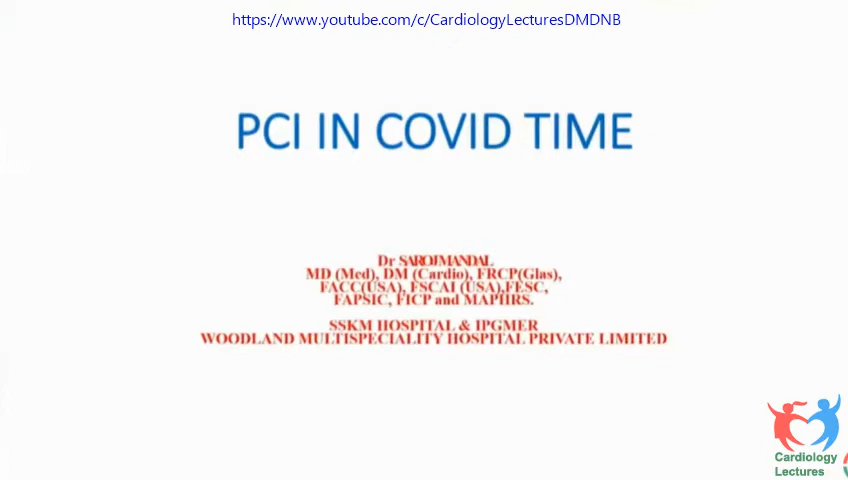 https://www.youtube.com/c/CardiologyLecturesDMDNB
PCI IN COVID TIME
Dr SAROJ MANDAL
MD (Med), DM (Cardio), FRCP(Glas),
FACC(USA), FSCAI (USA),FESC,
FAPSIC, FICP and MAPHRS.
SSKM HOSPITAL & IPGMER
WOODLAND MULTISPECIALITY HOSPITAL PRIVATE LIMITED
Cardiology
Lectures